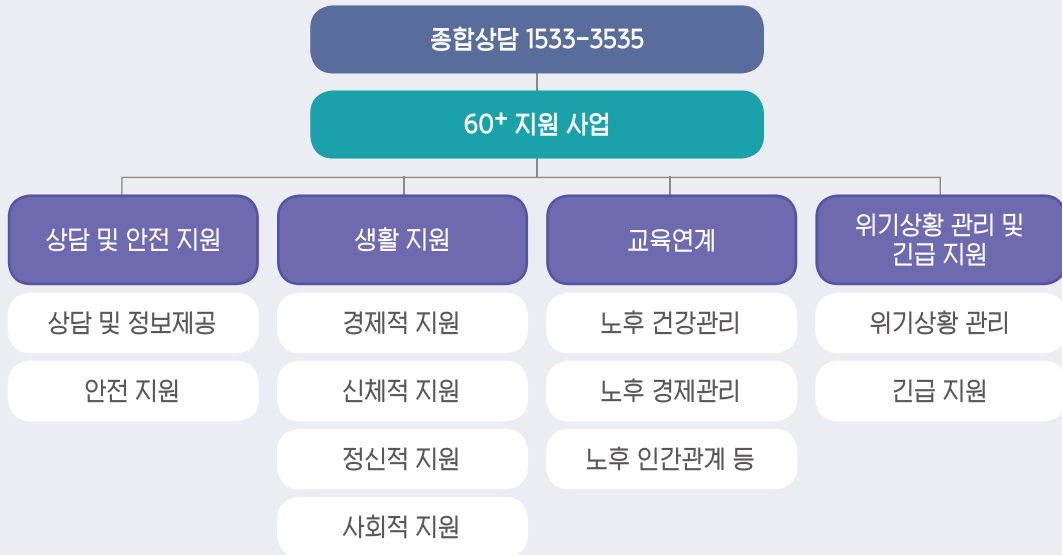 종합상담 1533-3535
60⁺ 지원 사업
상담 및 안전 지원
상담 및 정보제공
안전 지원
생활 지원
경제적 지원
신체적 지원
정신적 지원
사회적 지원
교육연계
노후 건강관리
노후 경제관리
노후 인간관계 등
위기상황 관리 및
긴급 지원
위기상황 관리
긴급 지원